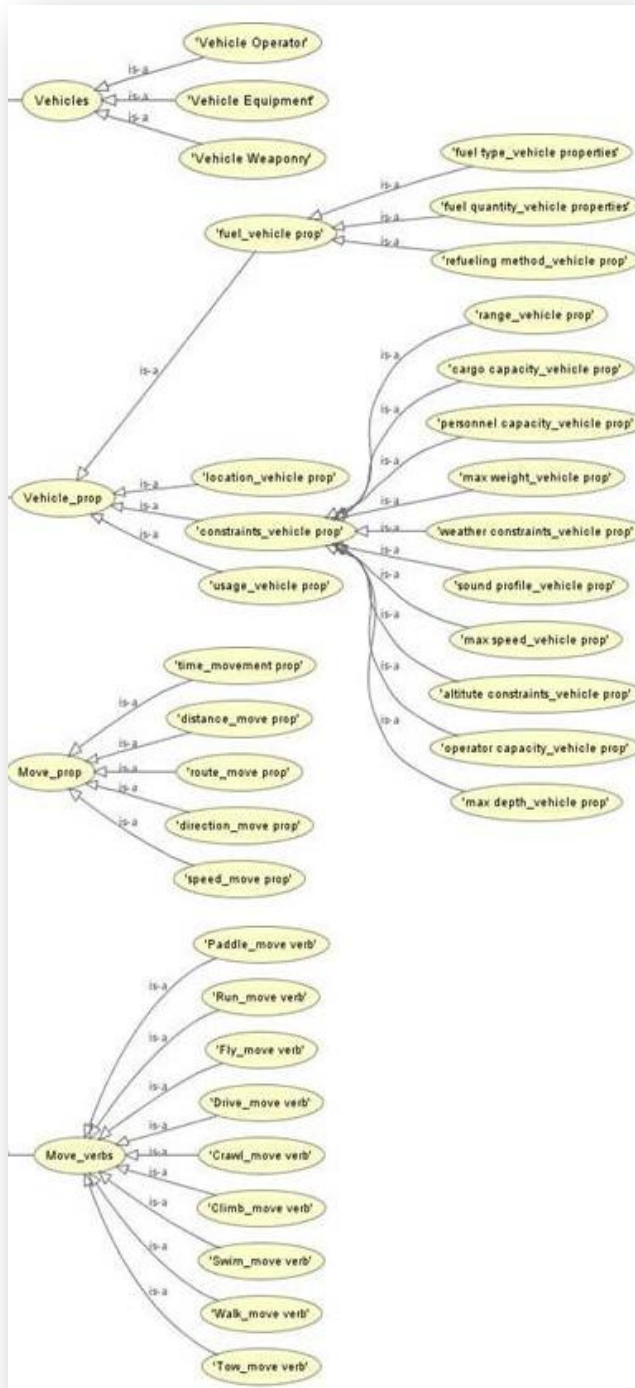 'Vehicle Operator'
is-a
Vehicles
is-a
'Vehicle Equipment'
is-a
'Vehicle Weaponry'
'fuel type_vehicle properties'
is-a
'fuel quantity_vehicle properties'
is-a
'fuel_vehicle prop'
is-a
'refueling method_vehicle prop'
'range_vehicle prop'
is-a
is-a
'cargo capacity_vehicle prop'
is-a
'personnel capacity_vehicle prop'
is-a
'location_vehicle prop'
'max weight_vehicle prop'
is-a
is-a
Vehicle_prop
is-a
'constraints_vehicle prop'
is-a
'weather constraints_vehicle prop'
is-a
is-a
'usage_vehicle prop'
'sound profile_vehicle prop'
is-a
'max speed_vehicle prop'
'time_movement prop'
is-a
'altitute constraints_vehicle prop'
is-a
is-a
'distance_move prop'
is-a
'operator capacity_vehicle prop'
is-a
Move_prop
is-a
'route_move prop'
'max depth_vehicle prop'
is-a
'direction_move prop'
is-a
'speed_move prop'
'Paddle_move verb'
is-a
'Run_move verb'
is-a
'Fly_move verb'
is-a
'Drive_move verb'
is-a
Move_verbs
is-a
'Crawl_move verb'
is-a
'Climb_move verb'
is-a
'Swim_move verb'
is-a
'Walk_move verb'
is-a
'Tow_move verb'